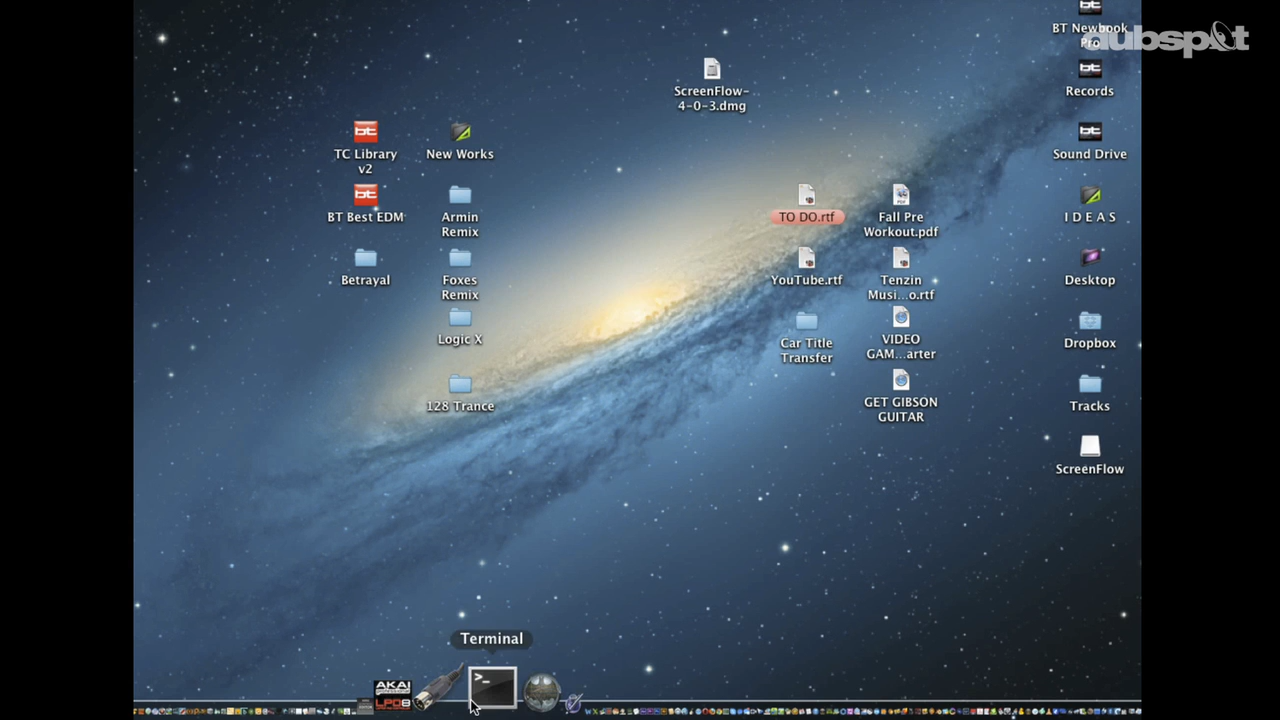 BT Newbook
Pro
dubspot
ScreenFlow-
4-0-3.dmg
Records
TC Library
v2
New Works
Sound Drive
BT Best EDM
Armin
Remix
TO DO.rtf
Fall Pre
Workout.pdf
I D E A S
Betrayal
Foxes
Remix
YouTube.rtf
Tenzin
Musi...o.rtf
Desktop
Logic X
Car Title
Transfer
VIDEO
GAM...arter
Dropbox
128 Trance
GET GIBSON
GUITAR
Tracks
ScreenFlow
Terminal
AKAI
professional
LPD8